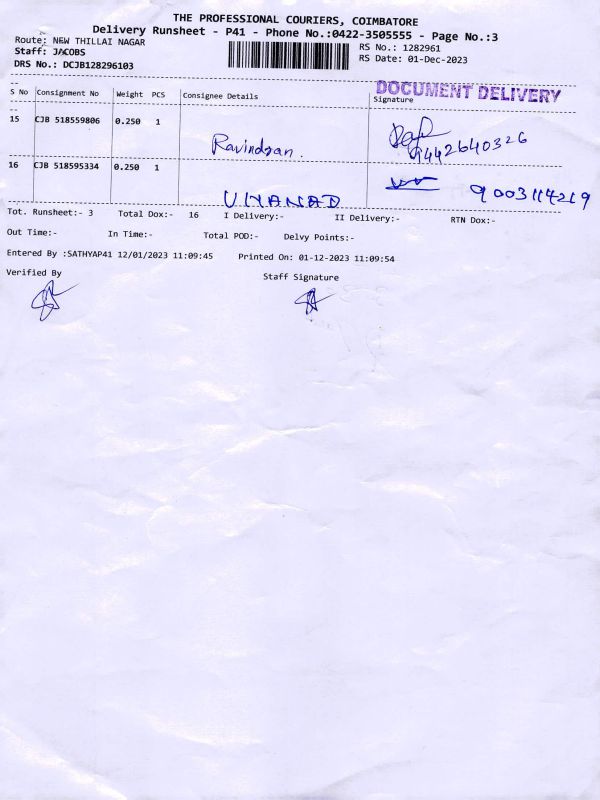 THE PROFESSIONAL COURIERS, COIMBATORE
Delivery Runsheet - P41 - Phone No.:0422-3505555 - Page No.:3
Route: NEW THILLAI NAGAR
RS No.: 1282961
Staff: JACOBS
RS Date: 01-Dec-2023
DRS No.: DCJB128296103
DOCUMENT DELIVERY
S No Consignment No Weight PCS Consignee Details Signature
15 CJB 518559806 0.250 1
Ravindran. 9442640326
16 CJB 518595334 0.250 1
9003114219
Tot. Runsheet:- 3 Total Dox:- 16 I Delivery:- II Delivery:- RTN Dox:-
Out Time:- In Time:- Total POD:- Delvy Points:-
Entered By :SATHYAP41 12/01/2023 11:09:45 Printed On: 01-12-2023 11:09:54
Verified By Staff Signature